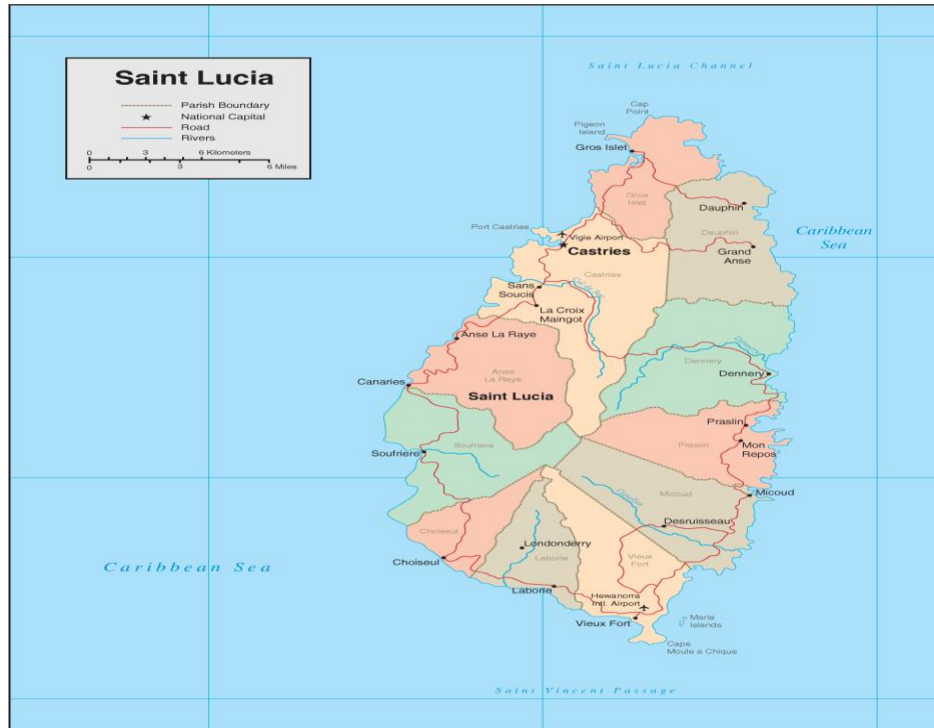 Saint Lucia
Parish Boundary
National Capital
Road
Rivers
0 3 6 Kilometers
0 3 6 Miles
Saint Lucia Channel
Cap
Point
Pigeon
Island
Gros Islet
Gros
Islet
Dauphin
Dauphin
Port Castries
Vigie Airport
Castries
Castries
Grand
Anse
Caribbean
Sea
Sans
Soucis
La Croix
Maingot
Anse La Raye
Anse
La Raye
Saint Lucia
Canaries
Dennery
Dennery
Dennery
Praslin
Praslin
Mon
Repos
Soufriere
Soufriere
Micoud
Micoud
Desruisseau
Choiseul
Choiseul
Londonderry
Laborie
Laborie
Vieux
Fort
Hewanorra
Intl. Airport
Vieux Fort
Maria
Islands
Cape
Moule a Chique
Caribbean Sea
Saint Vincent Passage